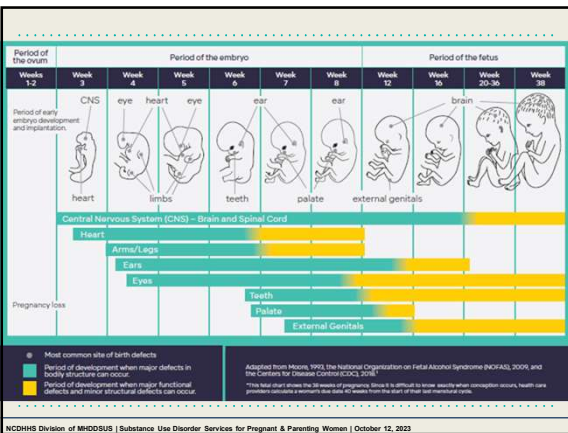 Period of the ovum
Period of the embryo
Period of the fetus
Weeks 1-2
Week 3
Week 4
Week 5
Week 6
Week 7
Week 8
Week 12
Week 16
Week 20-36
Week 38
Period of early embryo development and implantation.
CNS
eye
heart
eye
ear
ear
brain
heart
limbs
teeth
palate
external genitals
Central Nervous System (CNS) – Brain and Spinal Cord
Heart
Arms/Legs
Ears
Eyes
Teeth
Palate
External Genitals
Pregnancy loss
Most common site of birth defects
Period of development when major defects in bodily structure can occur.
Period of development when major functional defects and minor structural defects can occur.
Adapted from Moore, 1993, the National Organization on Fetal Alcohol Syndrome (NOFAS), 2009, and
the Centers for Disease Control (CDC), 2018.
*This fetal chart shows the 38 weeks of pregnancy. Since it is difficult to know exactly when conception occurs, health care
providers calculate a woman's due date 40 weeks from the start of her last menstrual cycle.
NCDHHS Division of MHDDSUS | Substance Use Disorder Services for Pregnant & Parenting Women | October 12, 2023